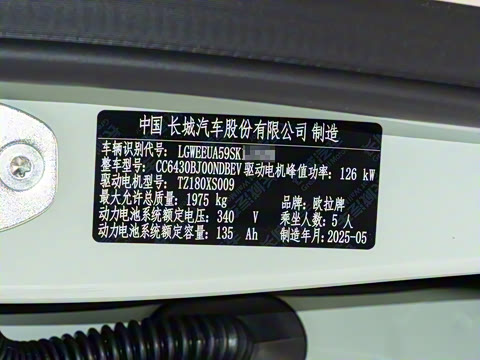 中国 长城汽车股份有限公司 制造
车辆识别代号: LGWEEUA59SK
整车型号: CC6430BJ00NDBEV 驱动电机峰值功率: 126 kW
驱动电机型号: TZ180XS009
最大允许总质量: 1975 kg 品牌: 欧拉牌
动力电池系统额定电压: 340 V 乘坐人数: 5 人
动力电池系统额定容量: 135 Ah 制造年月: 2025-05